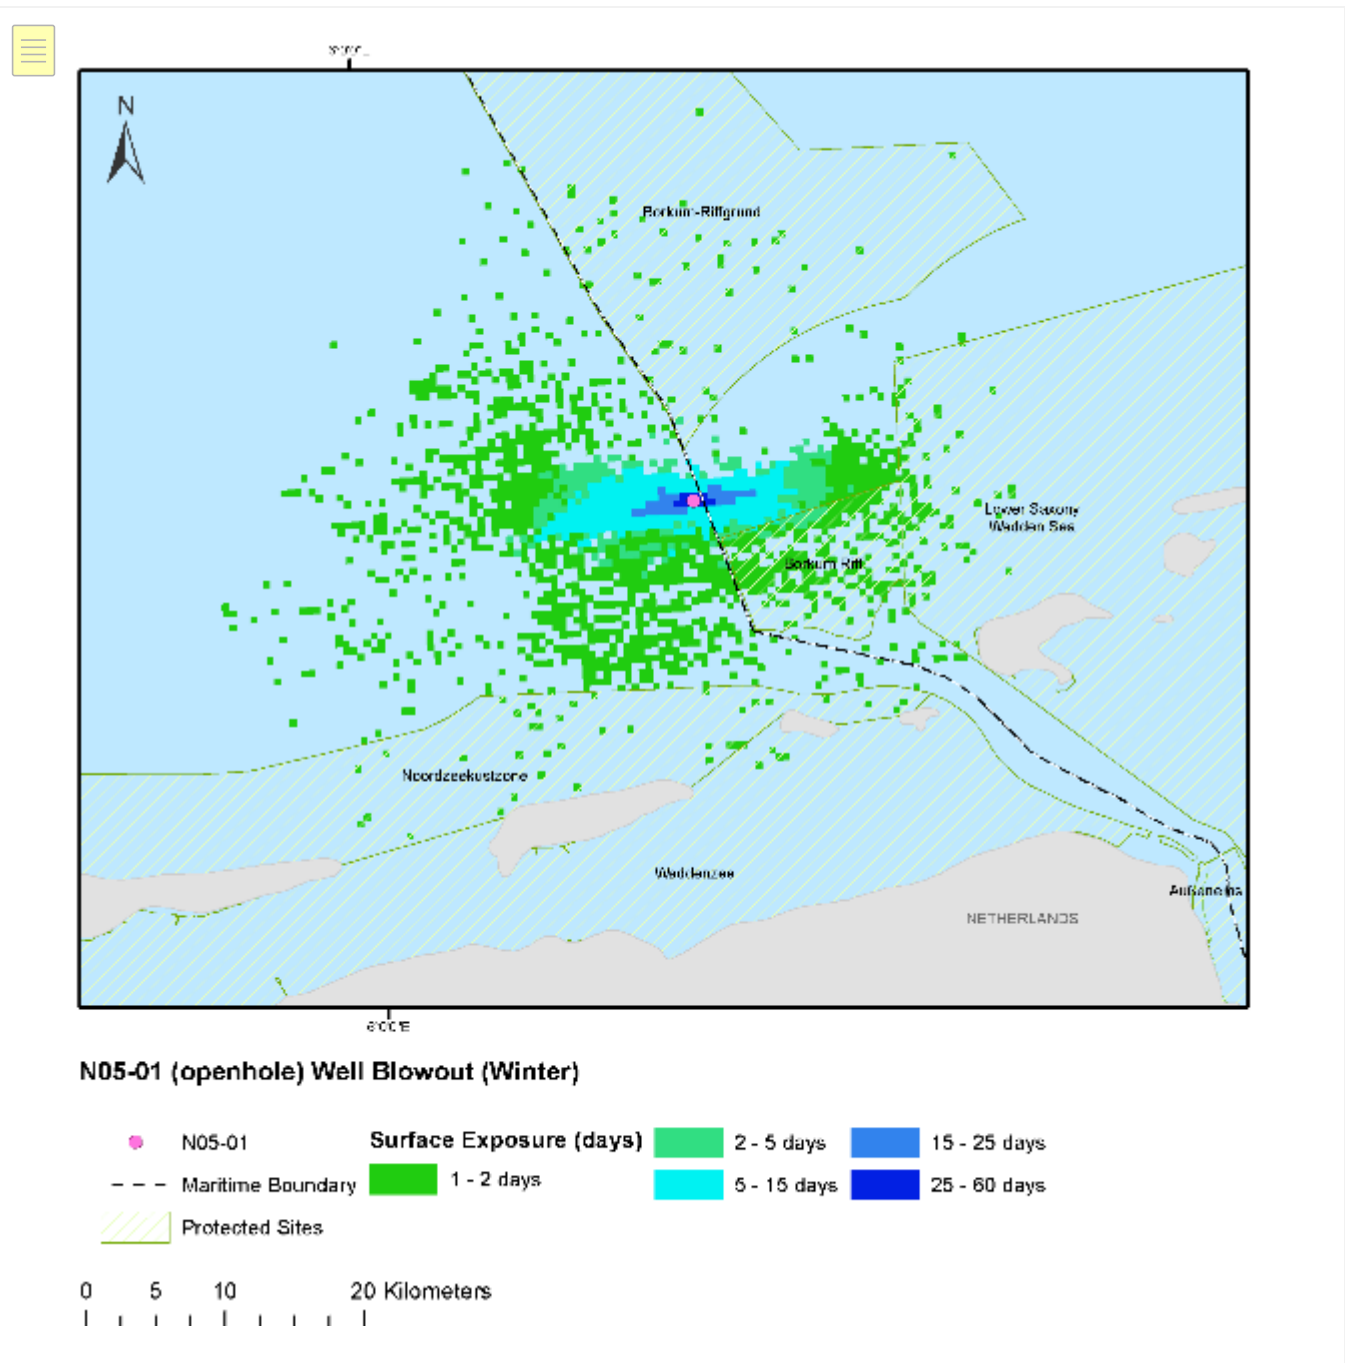 N
Borkum-Riffgrund
Lower Saxony
Wadden Sea
Borkum Riff
Noordzeekustzone
Waddenzee
NETHERLANDS
N05-01 (openhole) Well Blowout (Winter)
N05-01
Maritime Boundary
Protected Sites
Surface Exposure (days)
1 - 2 days
2 - 5 days
5 - 15 days
15 - 25 days
25 - 60 days
0 5 10 20 Kilometers